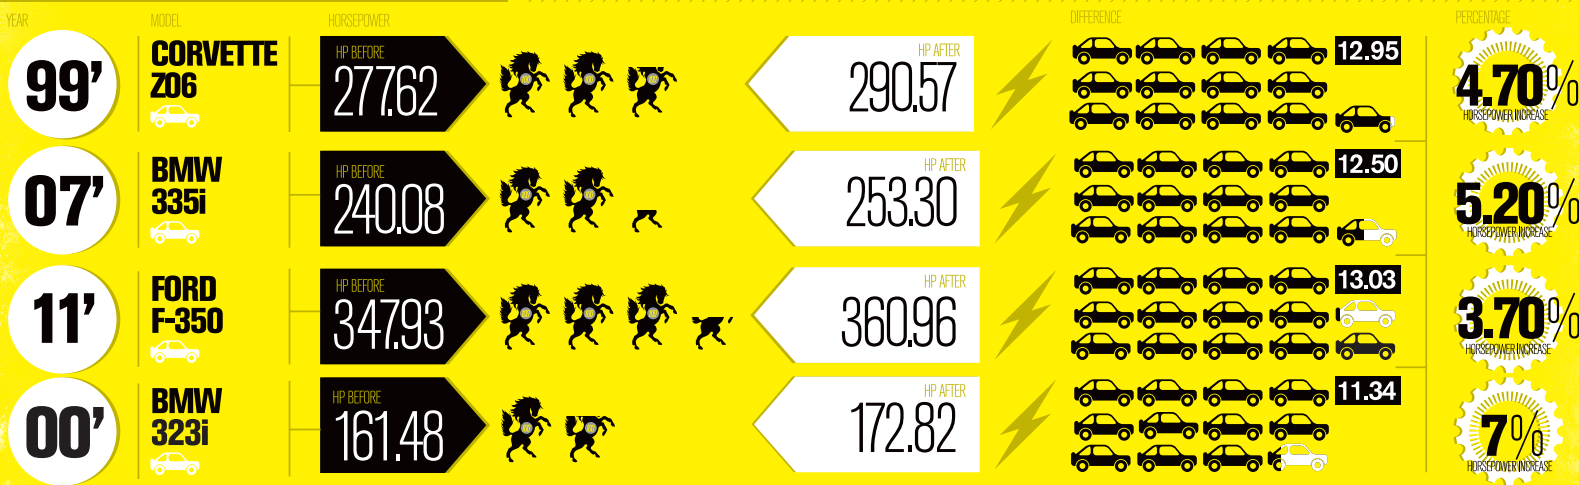 YEAR MODEL HORSEPOWER DIFFERENCE PERCENTAGE
99’
CORVETTE
Z06
HP BEFORE
277.62
HP AFTER
290.57
12.95
4.70%
HORSEPOWER INCREASE
07’
BMW
335i
HP BEFORE
240.08
HP AFTER
253.30
12.50
5.20%
HORSEPOWER INCREASE
11’
FORD
F-350
HP BEFORE
347.93
HP AFTER
360.96
13.03
3.70%
HORSEPOWER INCREASE
00’
BMW
323i
HP BEFORE
161.48
HP AFTER
172.82
11.34
7%
HORSEPOWER INCREASE